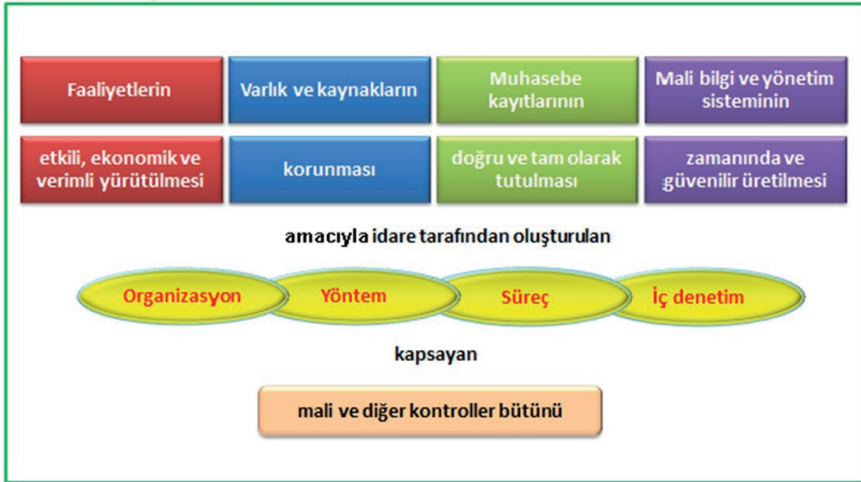 Faaliyetlerin
Varlık ve kaynakların
Muhasebe
kayıtlarının
Mali bilgi ve yönetim
sisteminin
etkili, ekonomik ve
verimli yürütülmesi
korunması
doğru ve tam olarak
tutulması
zamanında ve
güvenilir üretilmesi
amacıyla idare tarafından oluşturulan
Organizasyon
Yöntem
Süreç
İç denetim
kapsayan
mali ve diğer kontroller bütünü